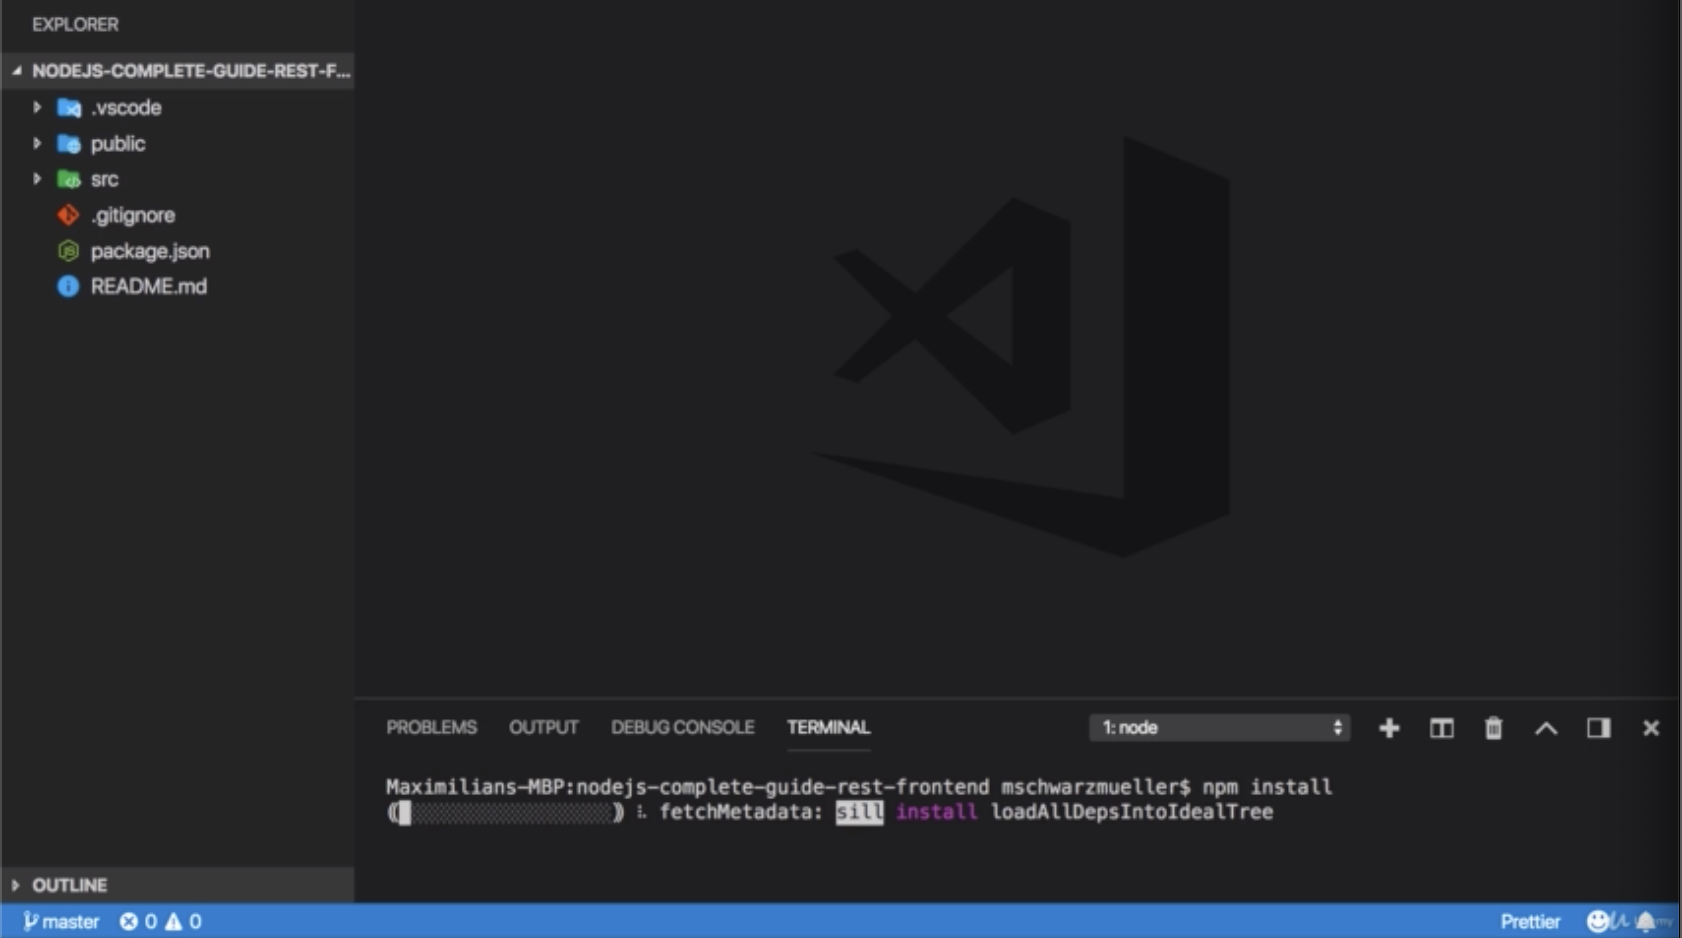 EXPLORER
NODEJS-COMPLETE-GUIDE-REST-F...
.vscode
public
src
.gitignore
package.json
README.md
PROBLEMS OUTPUT DEBUG CONSOLE TERMINAL 1: node
Maximilians-MBP:nodejs-complete-guide-rest-frontend mschwarzmueller$ npm install
fetchMetadata: sill install loadAllDepsIntoIdealTree
OUTLINE
master 0 0 Prettier